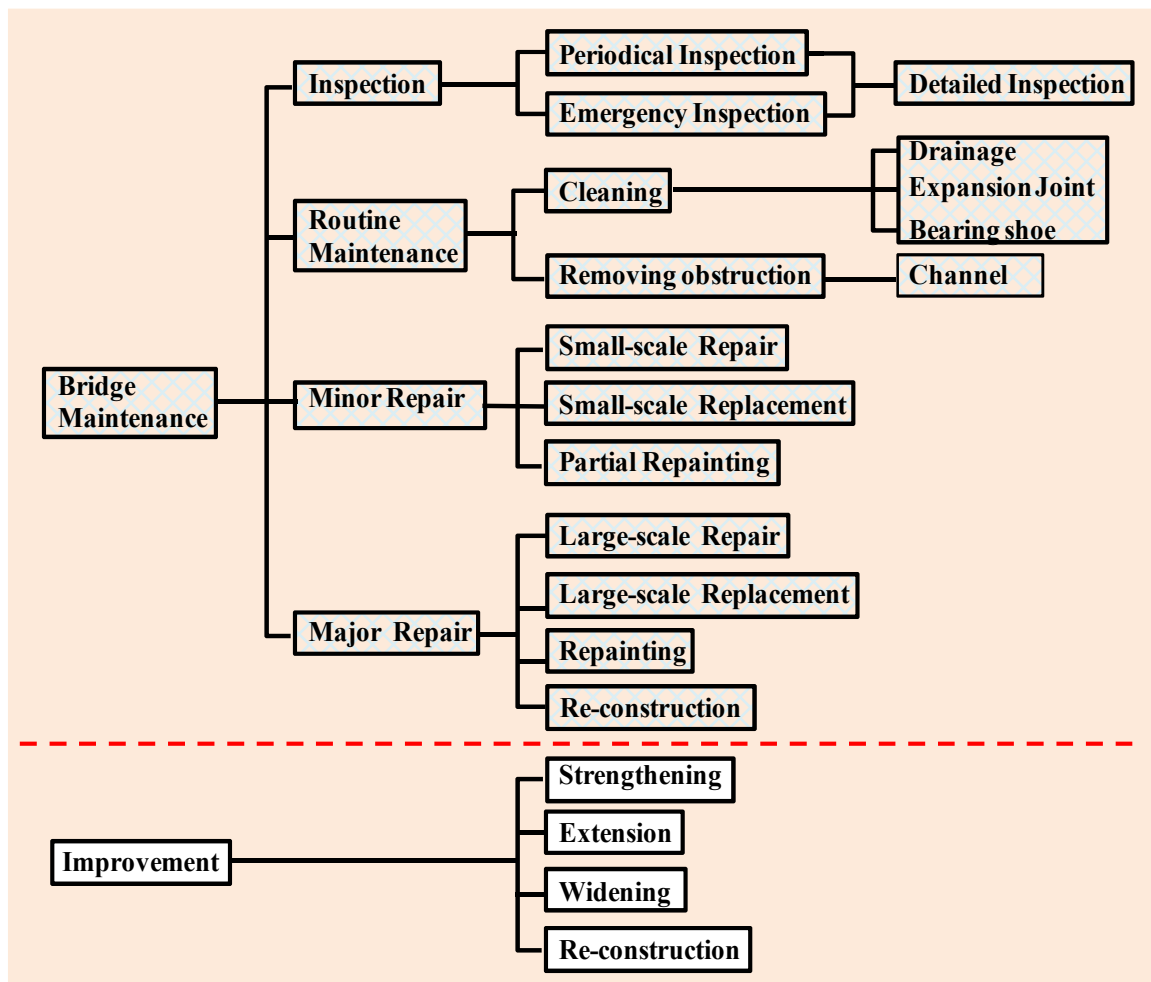 Periodical Inspection
Inspection
Detailed Inspection
Emergency Inspection
Drainage
Cleaning
Expansion Joint
Routine
Maintenance
Bearing shoe
Removing obstruction
Channel
Small-scale Repair
Bridge
Maintenance
Minor Repair
Small-scale Replacement
Partial Repainting
Large-scale Repair
Large-scale Replacement
Major Repair
Repainting
Re-construction
Strengthening
Extension
Improvement
Widening
Re-construction